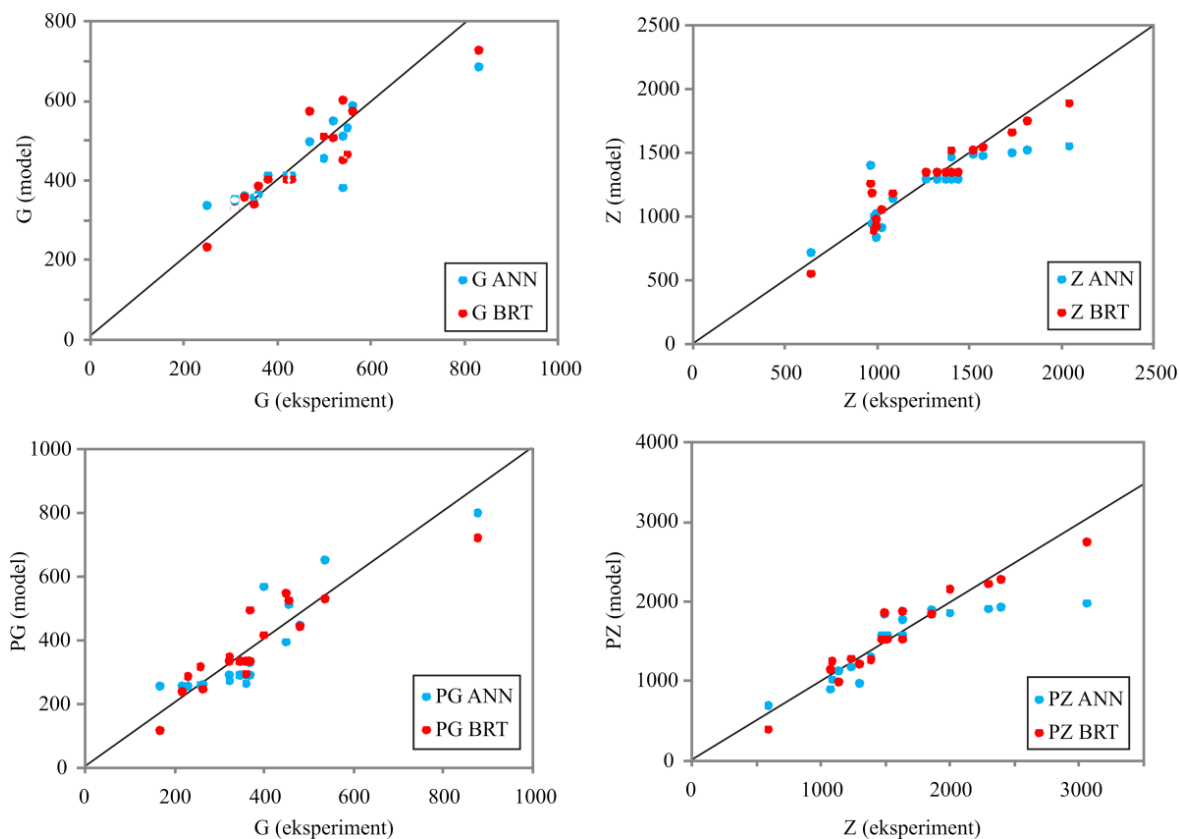 800
600
400
200
0
G (model)
G ANN
G BRT
0 200 400 600 800 1000
G (eksperiment)
2500
2000
1500
1000
500
0
Z (model)
Z ANN
Z BRT
0 500 1000 1500 2000 2500
Z (eksperiment)
1000
800
600
400
200
0
PG (model)
PG ANN
PG BRT
0 200 400 600 800 1000
G (eksperiment)
4000
3000
2000
1000
0
PZ (model)
PZ ANN
PZ BRT
0 1000 2000 3000
Z (eksperiment)